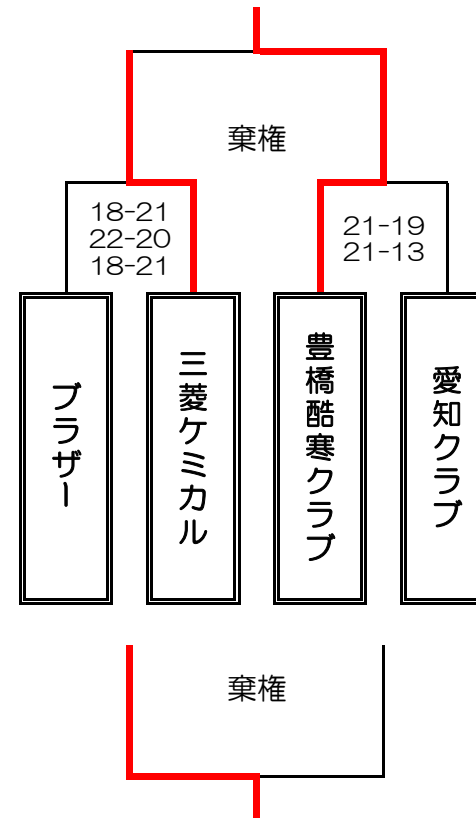 棄権
18-21
22-20
18-21
21-19
21-13
ブラザー
三菱ケミカル
豊橋酷寒クラブ
愛知クラブ
棄権